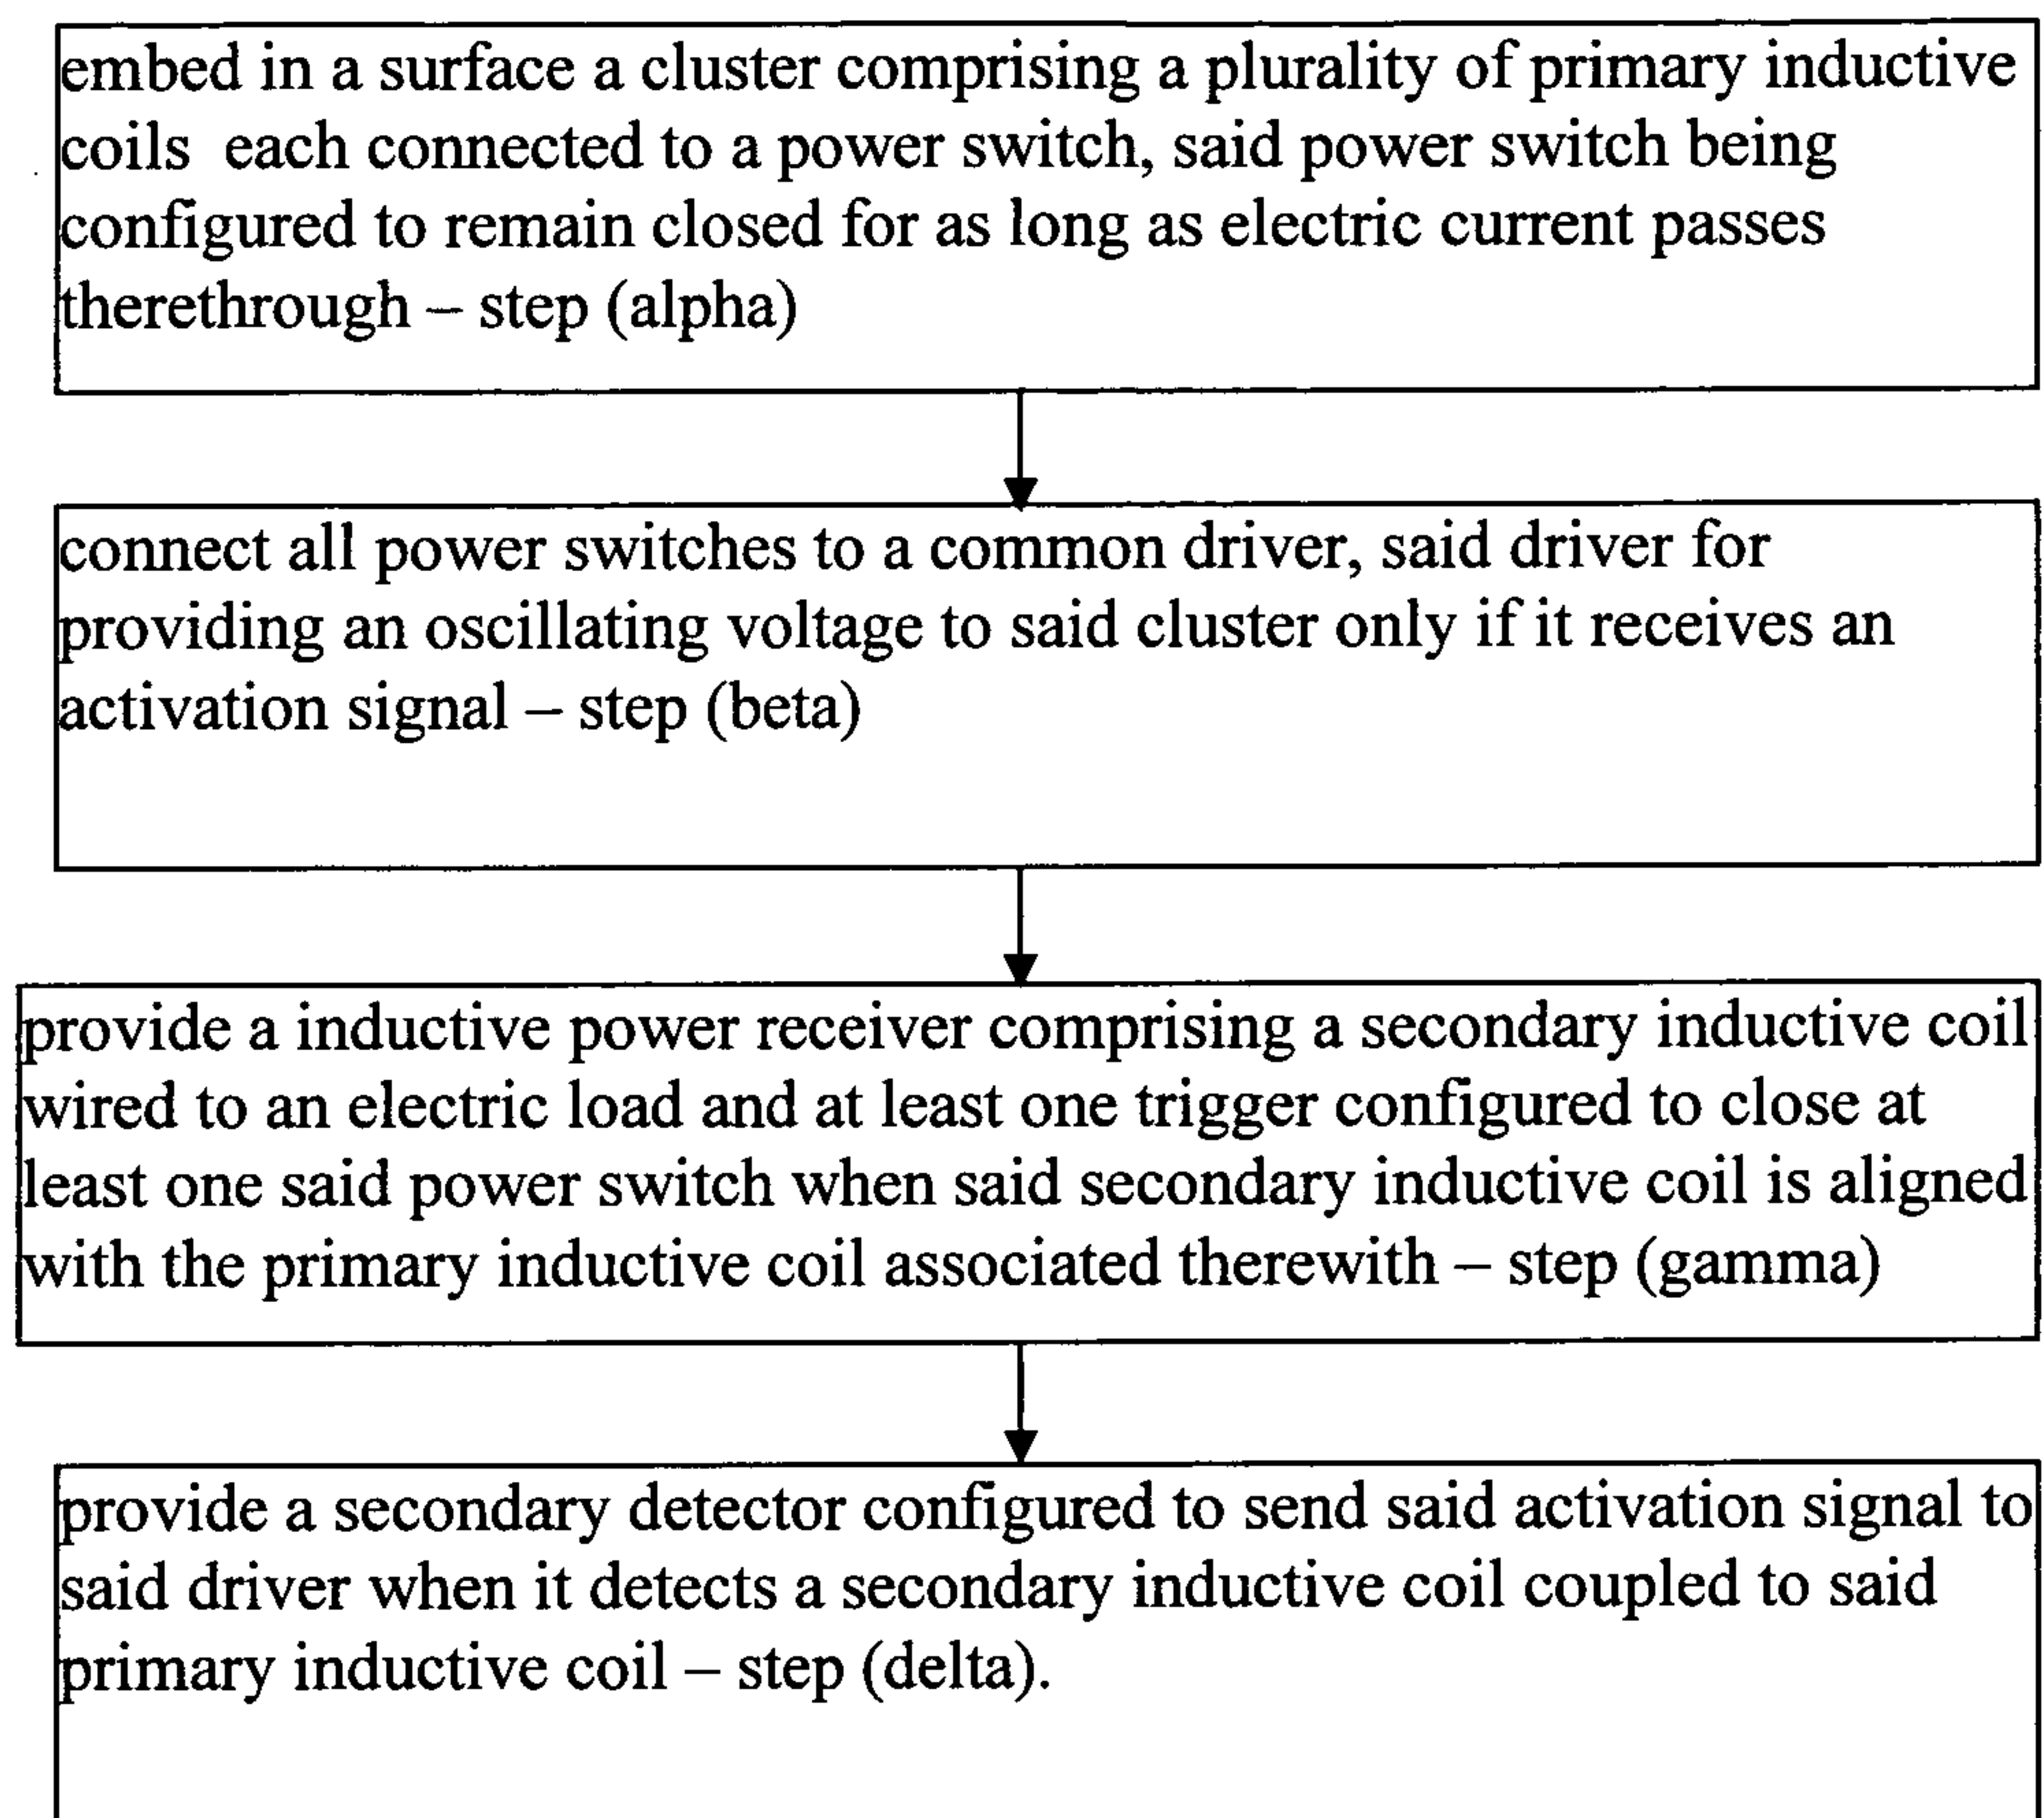 embed in a surface a cluster comprising a plurality of primary inductive
coils  each connected to a power switch, said power switch being
configured to remain closed for as long as electric current passes
therethrough – step (alpha)
connect all power switches to a common driver, said driver for
providing an oscillating voltage to said cluster only if it receives an
activation signal – step (beta)
provide a inductive power receiver comprising a secondary inductive coil
wired to an electric load and at least one trigger configured to close at
least one said power switch when said secondary inductive coil is aligned
with the primary inductive coil associated therewith – step (gamma)
provide a secondary detector configured to send said activation signal to
said driver when it detects a secondary inductive coil coupled to said
primary inductive coil – step (delta).